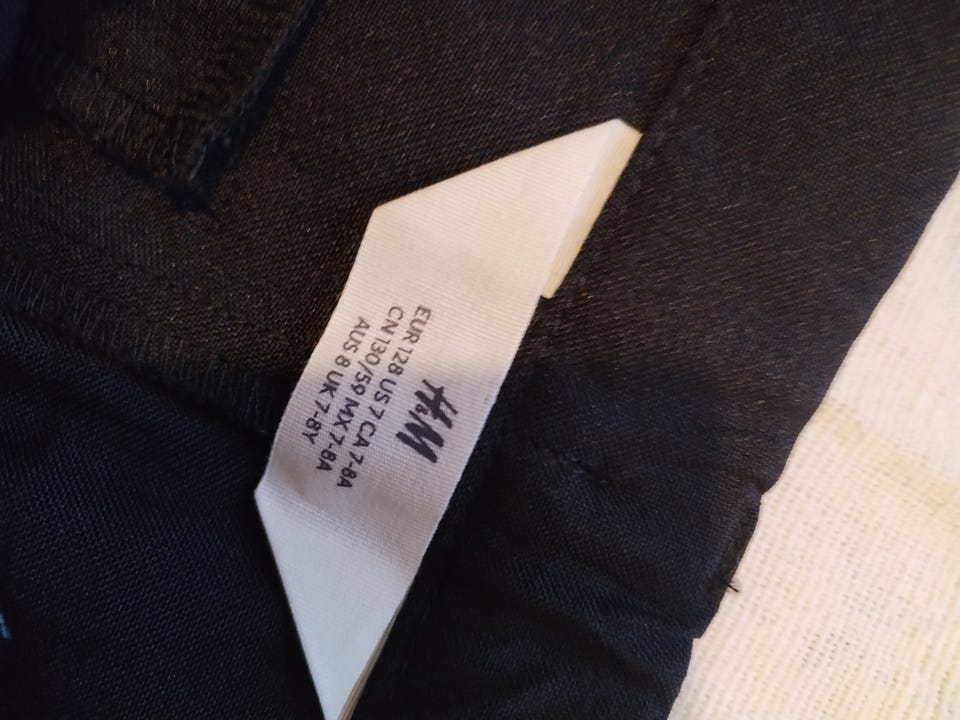 H&M
EUR 128 US 7 CA 7-8A
CN 130/59 MX 7-8A
AUS 8 UK 7-8Y